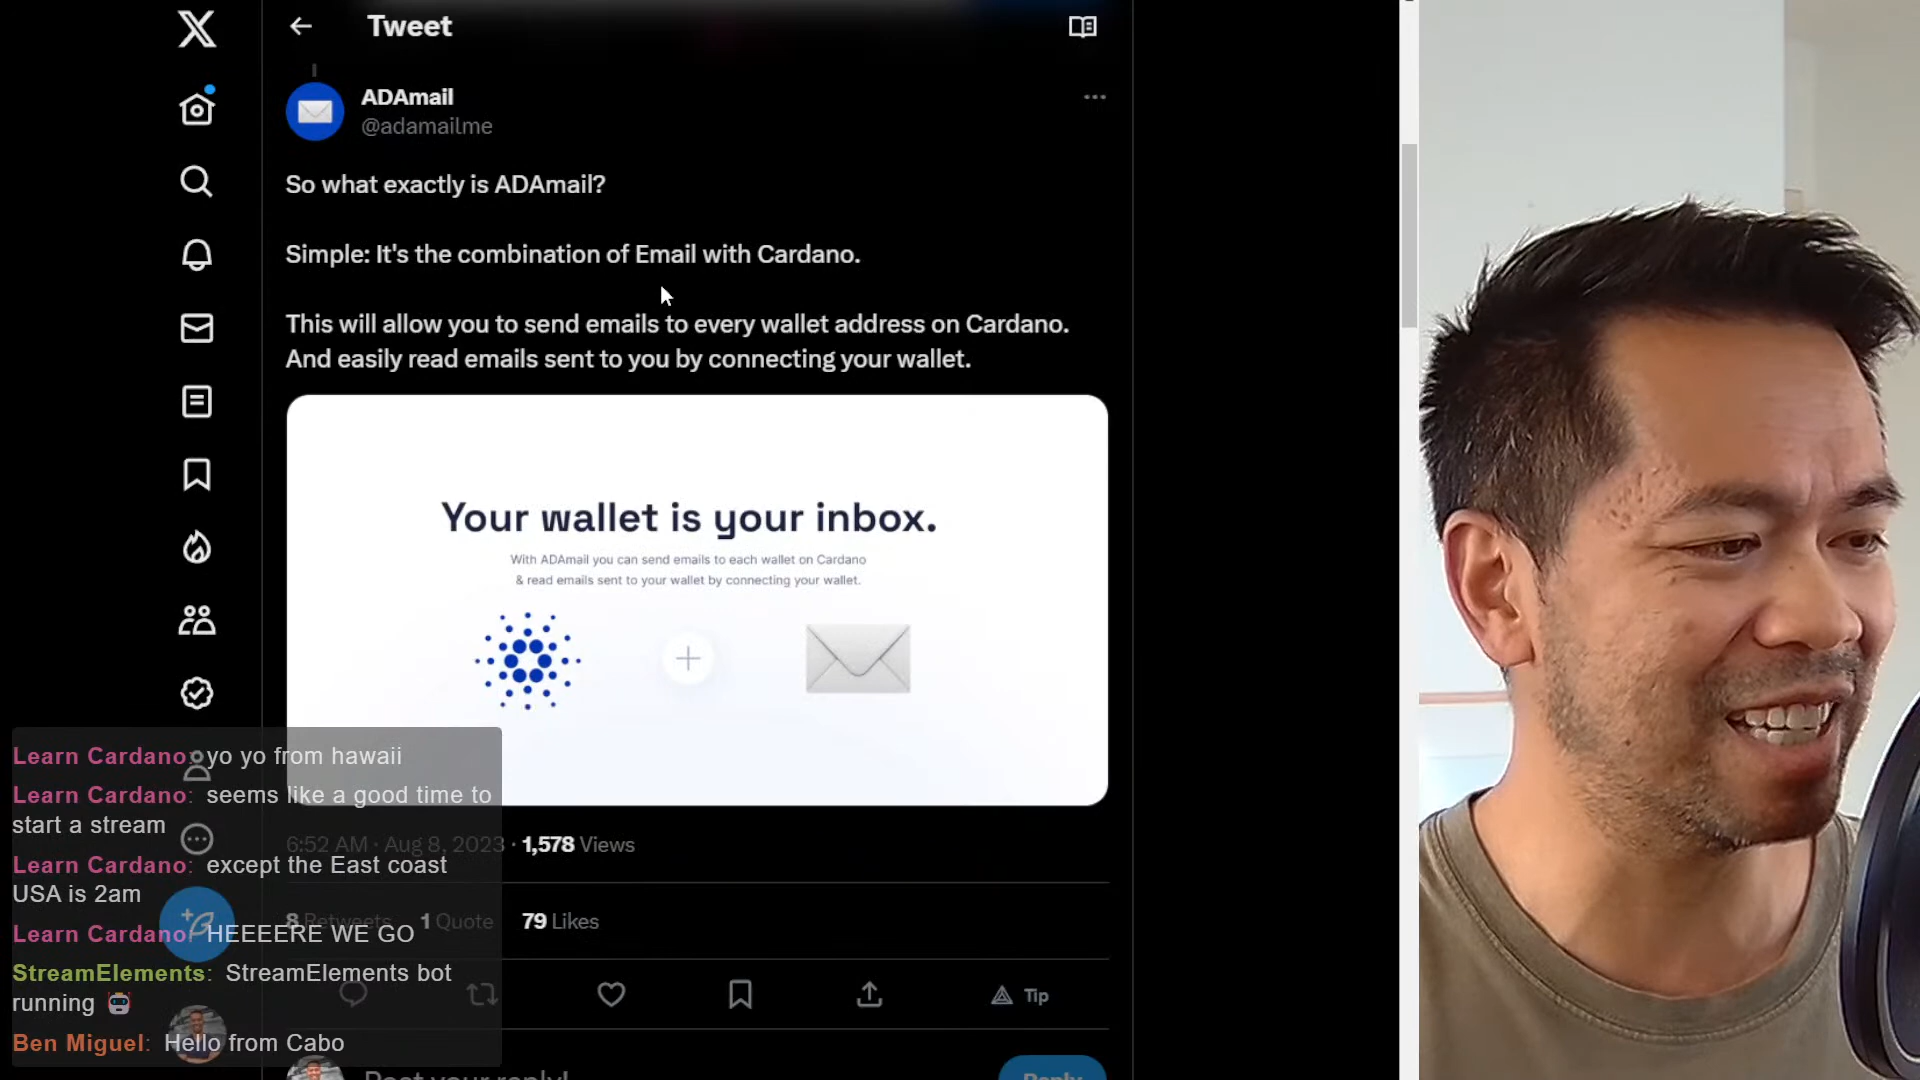 Tweet
ADAmail
@adamailme
So what exactly is ADAmail?
Simple: It's the combination of Email with Cardano.
This will allow you to send emails to every wallet address on Cardano.
And easily read emails sent to you by connecting your wallet.
Your wallet is your inbox.
With ADAmail you can send emails to each wallet on Cardano
& read emails sent to your wallet by connecting your wallet.
6:52 AM · Aug 8, 2023 · 1,578 Views
8 Retweets 1 Quote 79 Likes
Tip
Post your reply!
Reply
Learn Cardano: yo yo from hawaii
Learn Cardano: seems like a good time to
start a stream
Learn Cardano: except the East coast
USA is 2am
Learn Cardano: HEEEERE WE GO
StreamElements: StreamElements bot
running
Ben Miguel: Hello from Cabo